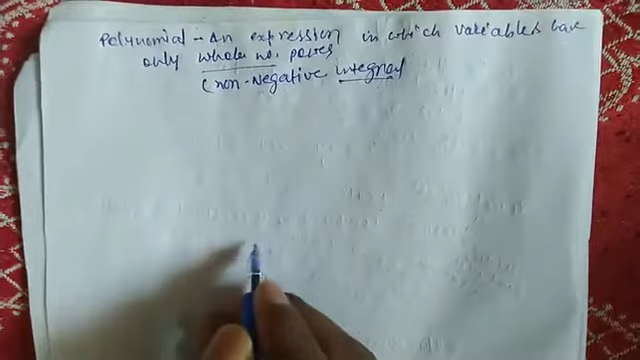 Polynomial - An expression in which variables have
only whole no. powers
(non-Negative integral